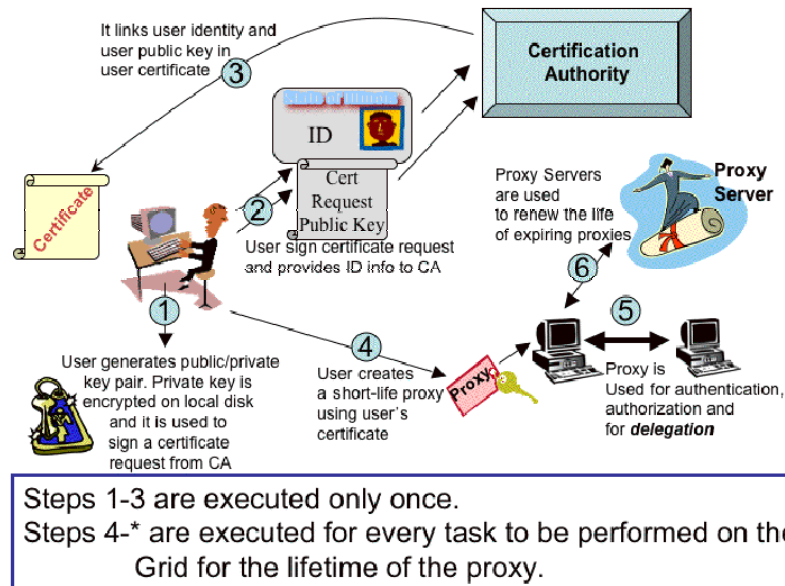 It links user identity and
user public key in
user certificate
3
Certification
Authority
State of Illinois
ID
Cert
Request
Public Key
2
Certificate
User sign certificate request
and provides ID info to CA
Proxy Servers
are used
to renew the life
of expiring proxies
Proxy
Server
6
1
User generates public/private
key pair. Private key is
encrypted on local disk
and it is used to
sign a certificate
request from CA
4
User creates
a short-life proxy
using user's
certificate
Proxy
5
Proxy is
Used for authentication,
authorization and
for delegation
Steps 1-3 are executed only once.
Steps 4-* are executed for every task to be performed on the
Grid for the lifetime of the proxy.